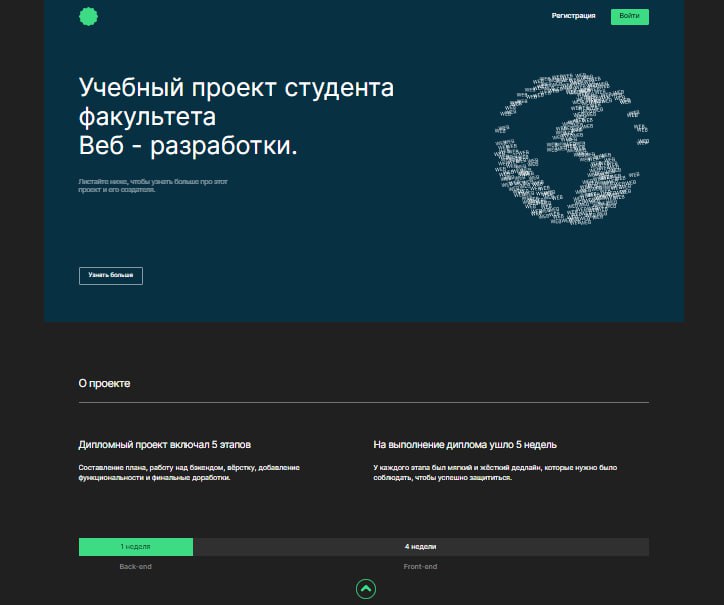 Регистрация
Войти
Учебный проект студента
факультета
Веб - разработки.
Листайте ниже, чтобы узнать больше про этот
проект и его создателя.
Узнать больше
О проекте
Дипломный проект включал 5 этапов
На выполнение диплома ушло 5 недель
Составление плана, работу над бэкендом, вёрстку, добавление
функциональности и финальные доработки.
У каждого этапа был мягкий и жёсткий дедлайн, которые нужно было
соблюдать, чтобы успешно защититься.
1 неделя
4 недели
Back-end
Front-end